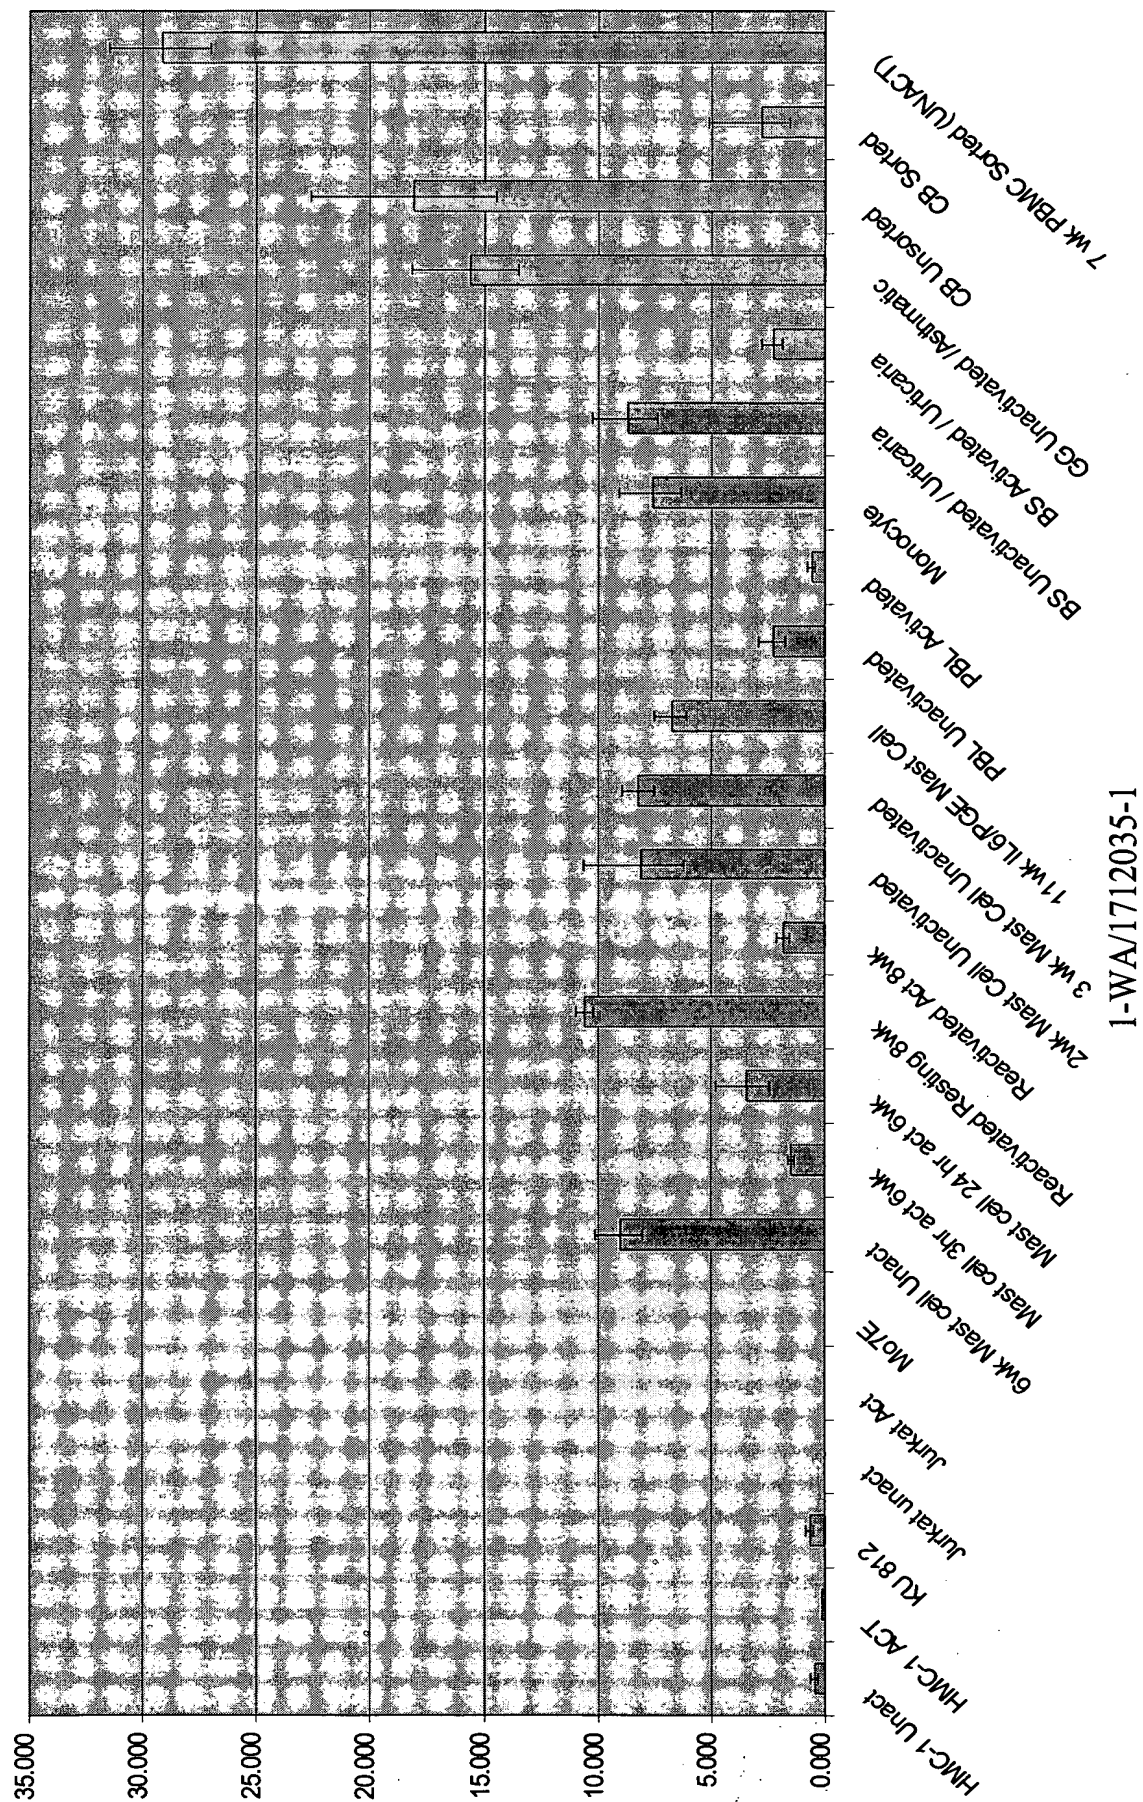 35.000
30.000
25.000
20.000
15.000
10.000
5.000
0.000
HMC-1 Unact
HMC-1 ACT
KU 812
Jurkat unact
Jurkat Act
Mo7E
6wk Mast cell Unact
Mast cell 3hr act 6wk
Mast cell 24 hr act 6wk
Reactivated Resting 8wk
Reactivated Act 8wk
2wk Mast Cell Unactivated
3 wk Mast Cell Unactivated
11 wk IL6/PGE Mast Cell
PBL Unactivated
PBL Activated
Monocyte
BS Unactivated / Urticaria
BS Activated / Urticaria
GG Unactivated /Asthmatic
CB Unsorted
CB Sorted
7 wk PBMC Sorted (UNACT)
1-WA/1712035-1